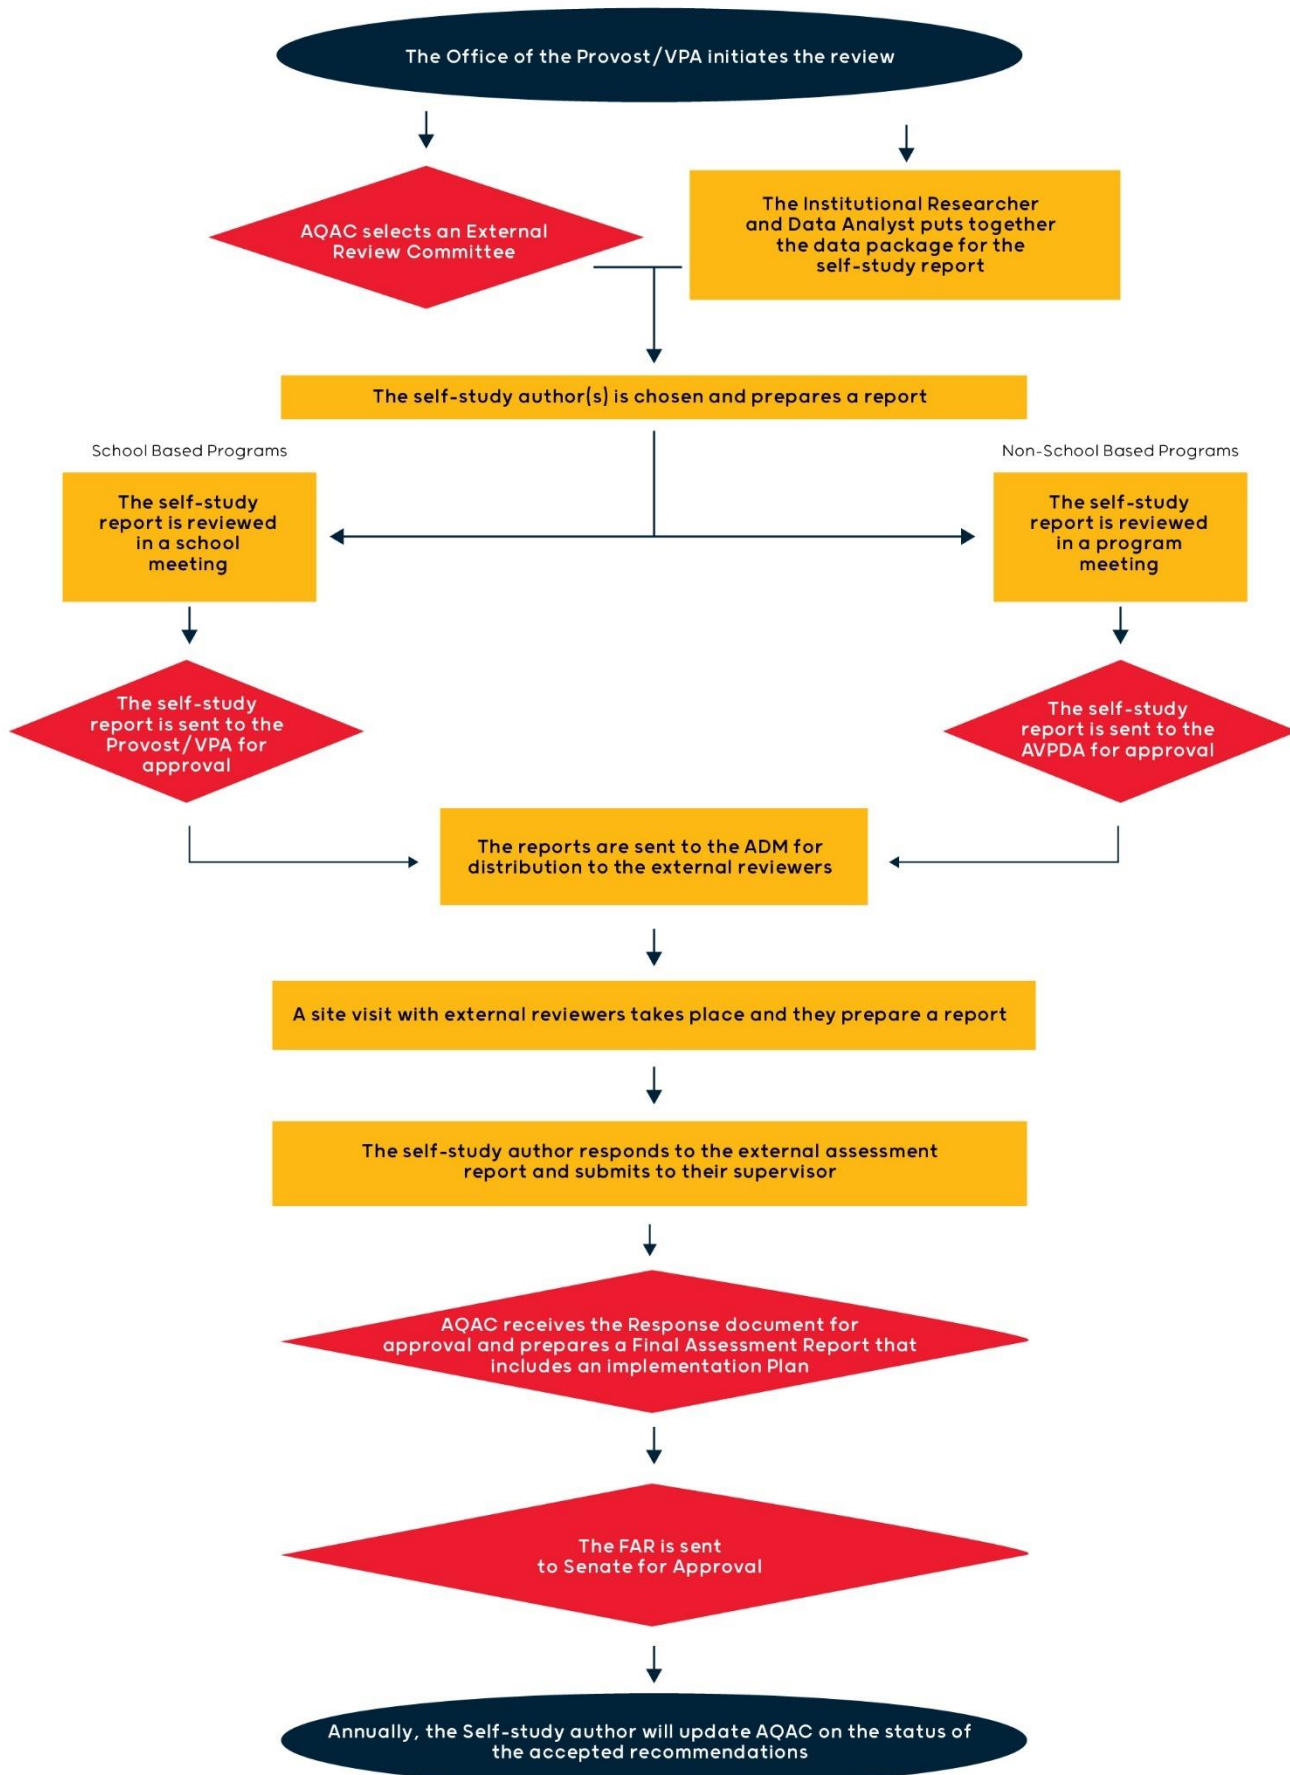 The Office of the Provost/VPA initiates the review
AQAC selects an External
Review Committee
The Institutional Researcher
and Data Analyst puts together
the data package for the
self-study report
The self-study author(s) is chosen and prepares a report
School Based Programs
The self-study
report is reviewed
in a school
meeting
Non-School Based Programs
The self-study
report is reviewed
in a program
meeting
The self-study
report is sent to the
Provost/VPA for
approval
The self-study
report is sent to the
AVPDA for approval
The reports are sent to the ADM for
distribution to the external reviewers
A site visit with external reviewers takes place and they prepare a report
The self-study author responds to the external assessment
report and submits to their supervisor
AQAC receives the Response document for
approval and prepares a Final Assessment Report that
includes an implementation Plan
The FAR is sent
to Senate for Approval
Annually, the Self-study author will update AQAC on the status of
the accepted recommendations